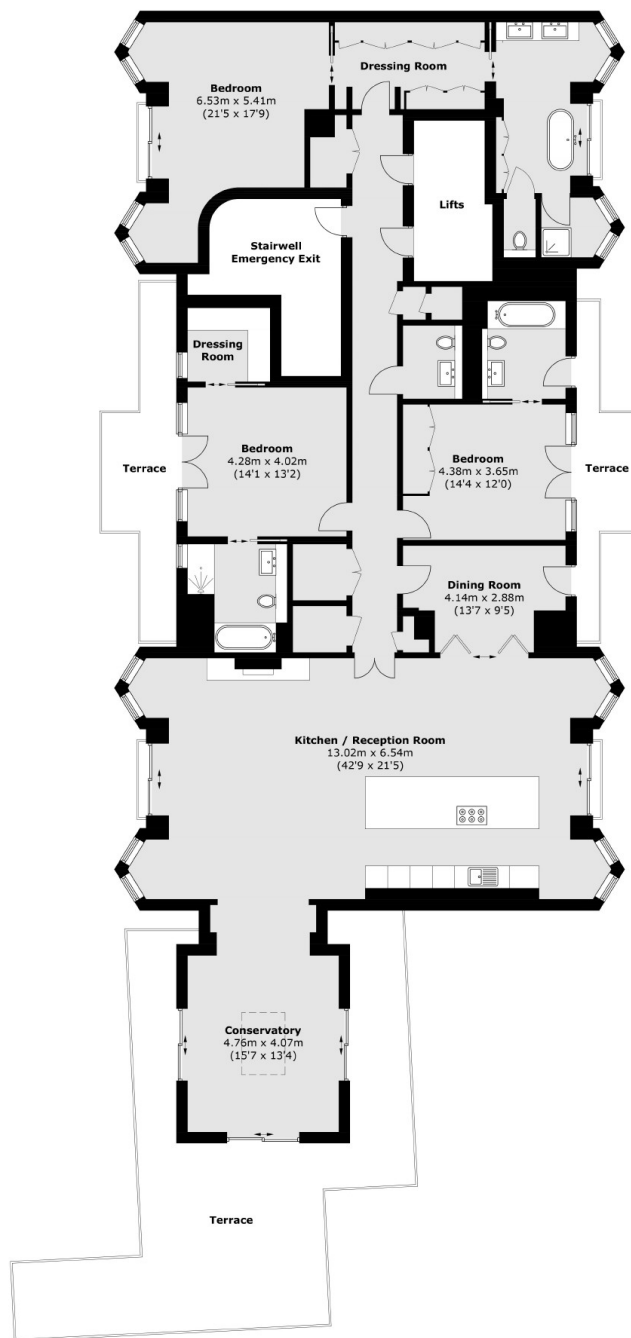 Bedroom
6.53m x 5.41m
(21'5 x 17'9)
Dressing Room
Lifts
Stairwell
Emergency Exit
Dressing
Room
Bedroom
4.28m x 4.02m
(14'1 x 13'2)
Terrace
Bedroom
4.38m x 3.65m
(14'4 x 12'0)
Terrace
Dining Room
4.14m x 2.88m
(13'7 x 9'5)
Kitchen / Reception Room
13.02m x 6.54m
(42'9 x 21'5)
Conservatory
4.76m x 4.07m
(15'7 x 13'4)
Terrace